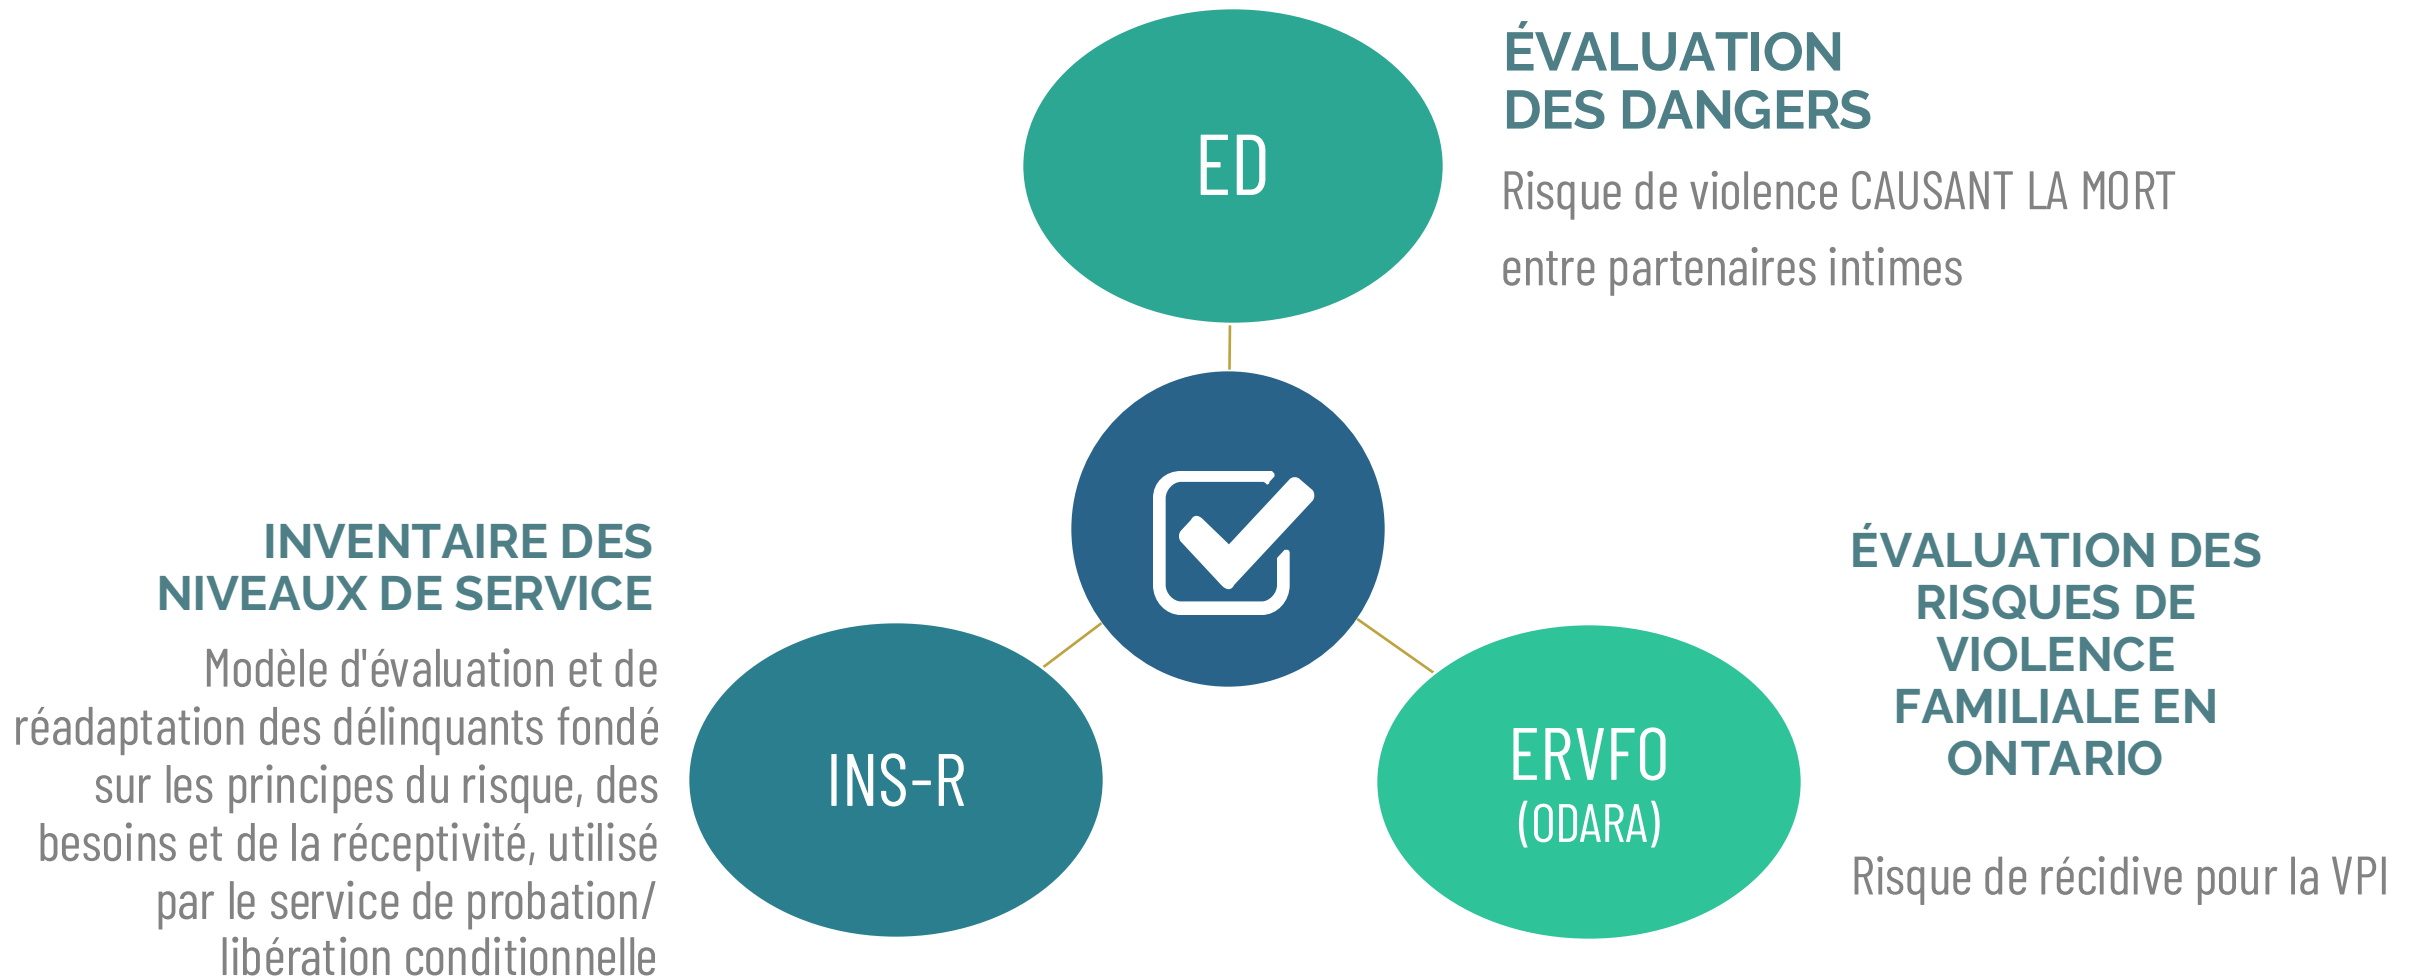 ED
ÉVALUATION
DES DANGERS
Risque de violence CAUSANT LA MORT
entre partenaires intimes
INVENTAIRE DES
NIVEAUX DE SERVICE
Modèle d'évaluation et de
réadaptation des délinquants fondé
sur les principes du risque, des
besoins et de la réceptivité, utilisé
par le service de probation/
libération conditionnelle
INS-R
ERVFO
(ODARA)
ÉVALUATION DES
RISQUES DE
VIOLENCE
FAMILIALE EN
ONTARIO
Risque de récidive pour la VPI